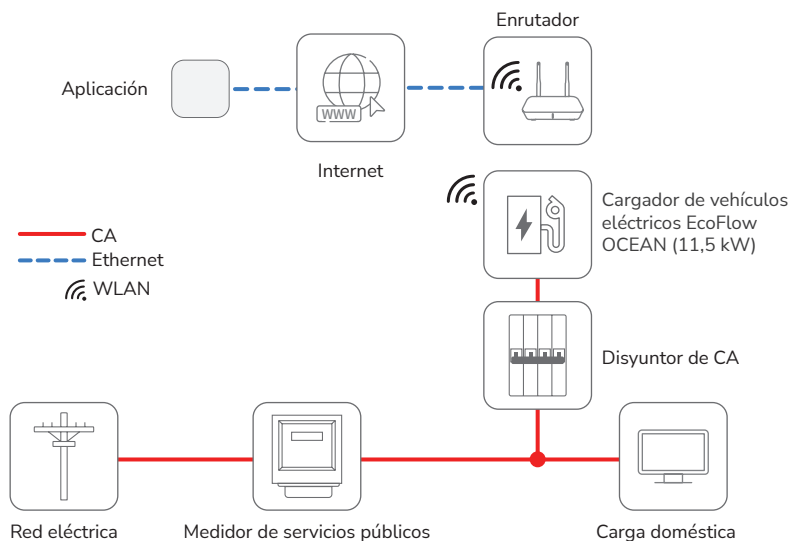 Enrutador
Aplicación
WWW
Internet
Cargador de vehículos
eléctricos EcoFlow
OCEAN (11,5 kW)
CA
Ethernet
WLAN
Disyuntor de CA
Red eléctrica
Medidor de servicios públicos
Carga doméstica